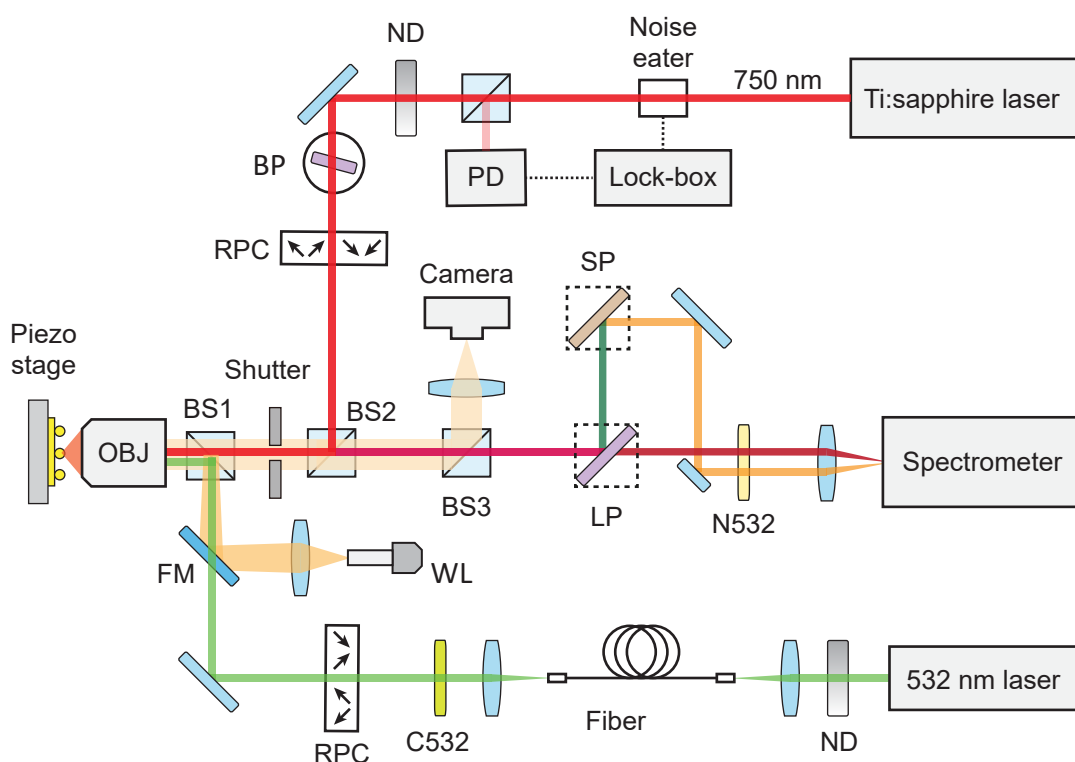 ND
Noise
eater
750 nm
Ti:sapphire laser
BP
PD
Lock-box
RPC
Camera
SP
Piezo
stage
Shutter
BS1
BS2
OBJ
BS3
LP
N532
Spectrometer
FM
WL
RPC
C532
Fiber
ND
532 nm laser